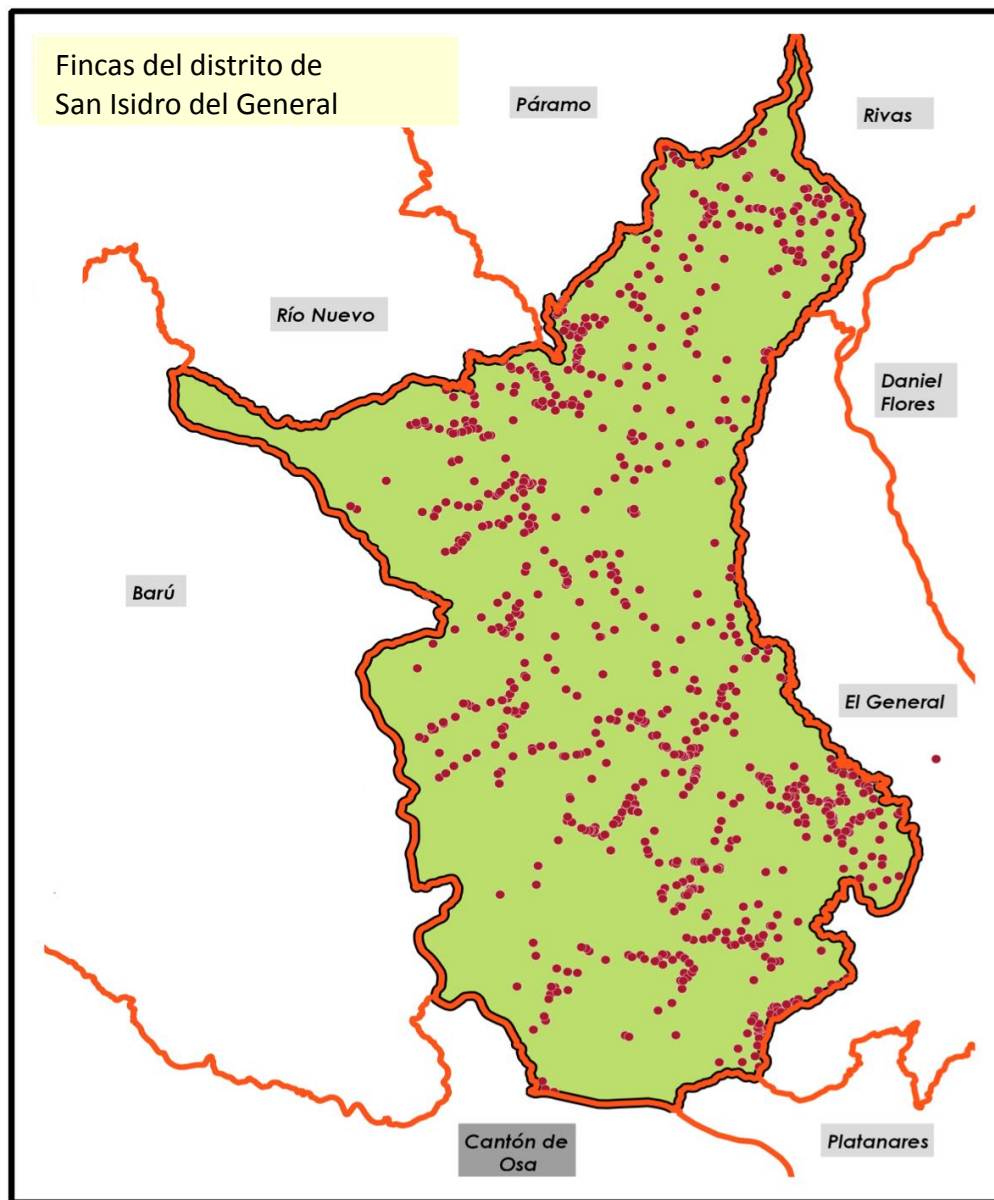 Fincas del distrito de
San Isidro del General
Páramo
Rivas
Río Nuevo
Daniel
Flores
Barú
El General
Cantón de
Osa
Platanares